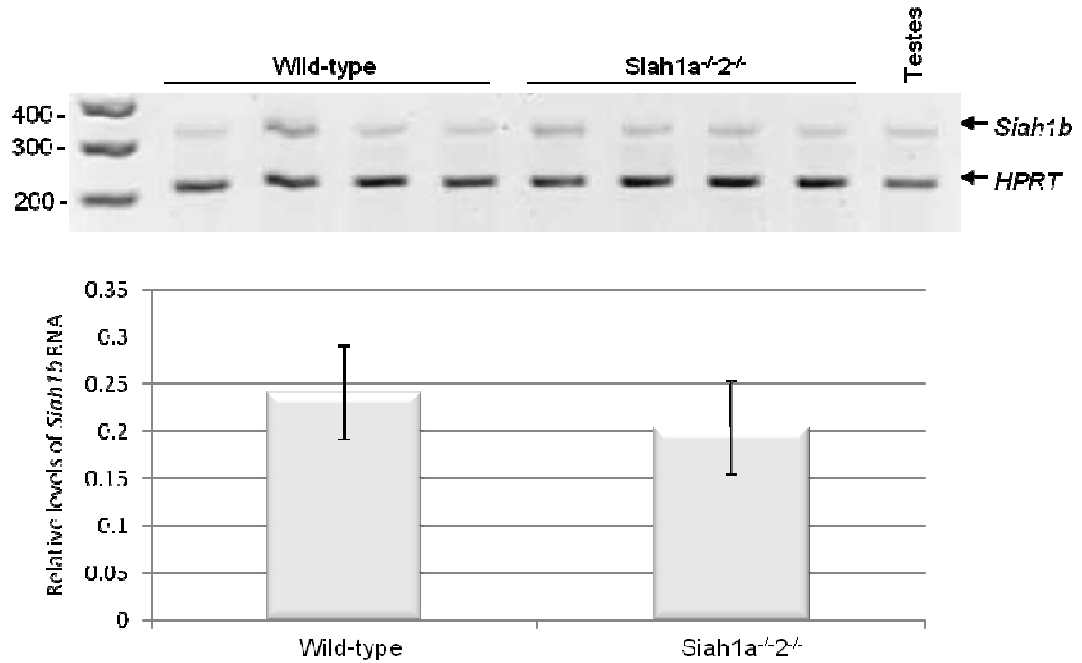 Wild-type
Siah1a-/-2-/-
Testes
400 -
Siah1b
300 -
HPRT
200 -
Relative levels of Siah1b RNA
0.35
0.3
0.25
0.2
0.15
0.1
0.05
0
Wild-type
Siah1a-/-2-/-